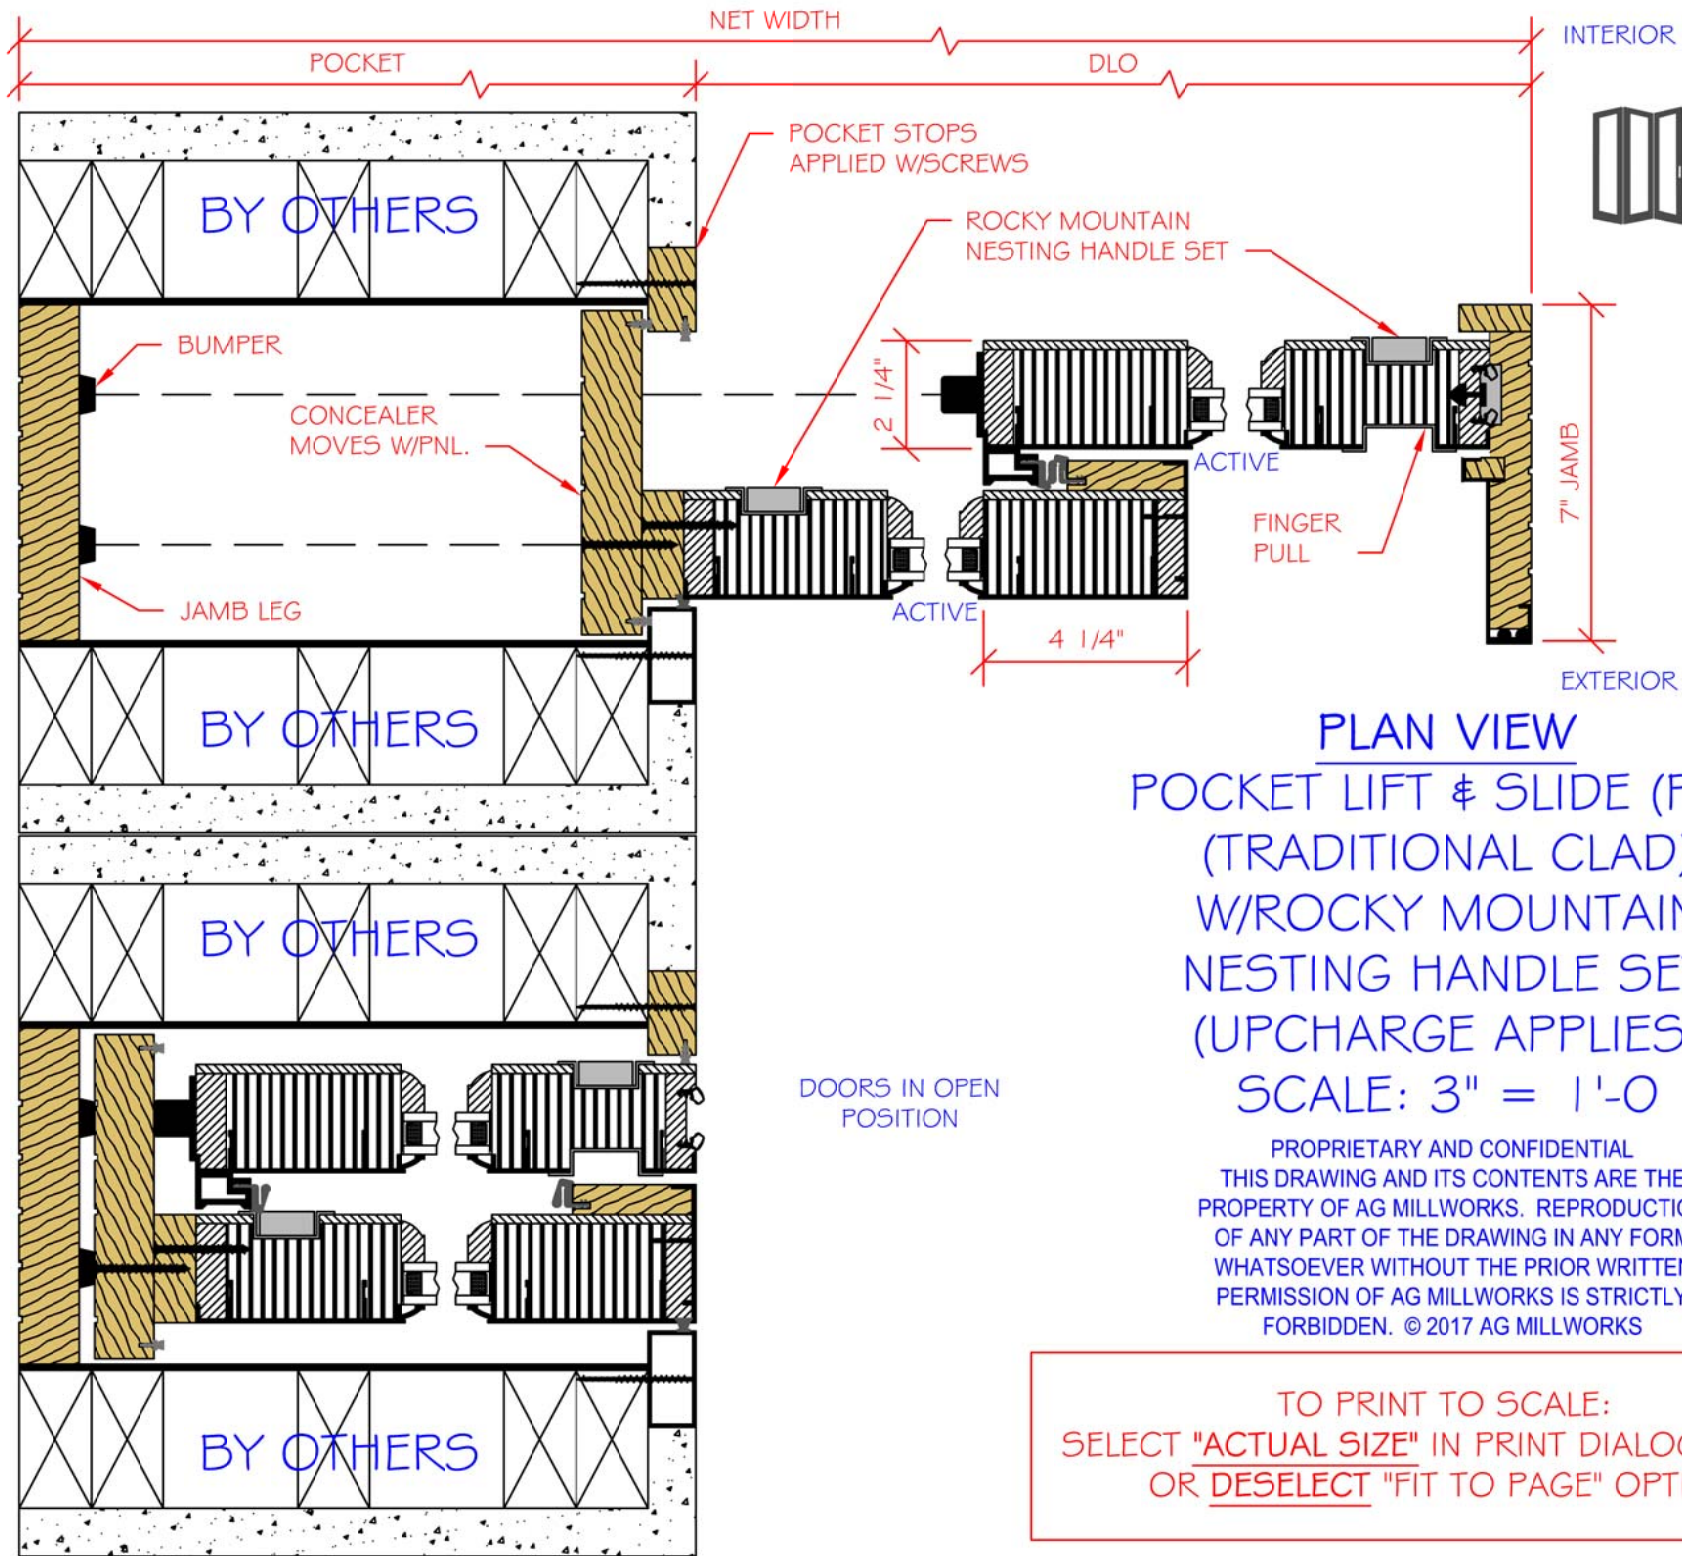 NET WIDTH
INTERIOR
POCKET
DLO
POCKET STOPS
APPLIED W/SCREWS
BY OTHERS
ROCKY MOUNTAIN
NESTING HANDLE SET
BUMPER
2 1/4"
CONCEALER
MOVES W/PNL.
7" JAMB
ACTIVE
FINGER
PULL
JAMB LEG
ACTIVE
4 1/4"
EXTERIOR
BY OTHERS
PLAN VIEW
POCKET LIFT & SLIDE (
(TRADITIONAL CLAD)
W/ROCKY MOUNTAIN
NESTING HANDLE SE
(UPCHARGE APPLIES
SCALE: 3" = 1'-0
BY OTHERS
DOORS IN OPEN
POSITION
PROPRIETARY AND CONFIDENTIAL
THIS DRAWING AND ITS CONTENTS ARE THE
PROPERTY OF AG MILLWORKS. REPRODUCTIO
OF ANY PART OF THE DRAWING IN ANY FORM
WHATSOEVER WITHOUT THE PRIOR WRITTEN
PERMISSION OF AG MILLWORKS IS STRICTLY
FORBIDDEN. © 2017 AG MILLWORKS
BY OTHERS
TO PRINT TO SCALE:
SELECT "ACTUAL SIZE" IN PRINT DIALO
OR DESELECT "FIT TO PAGE" OPT